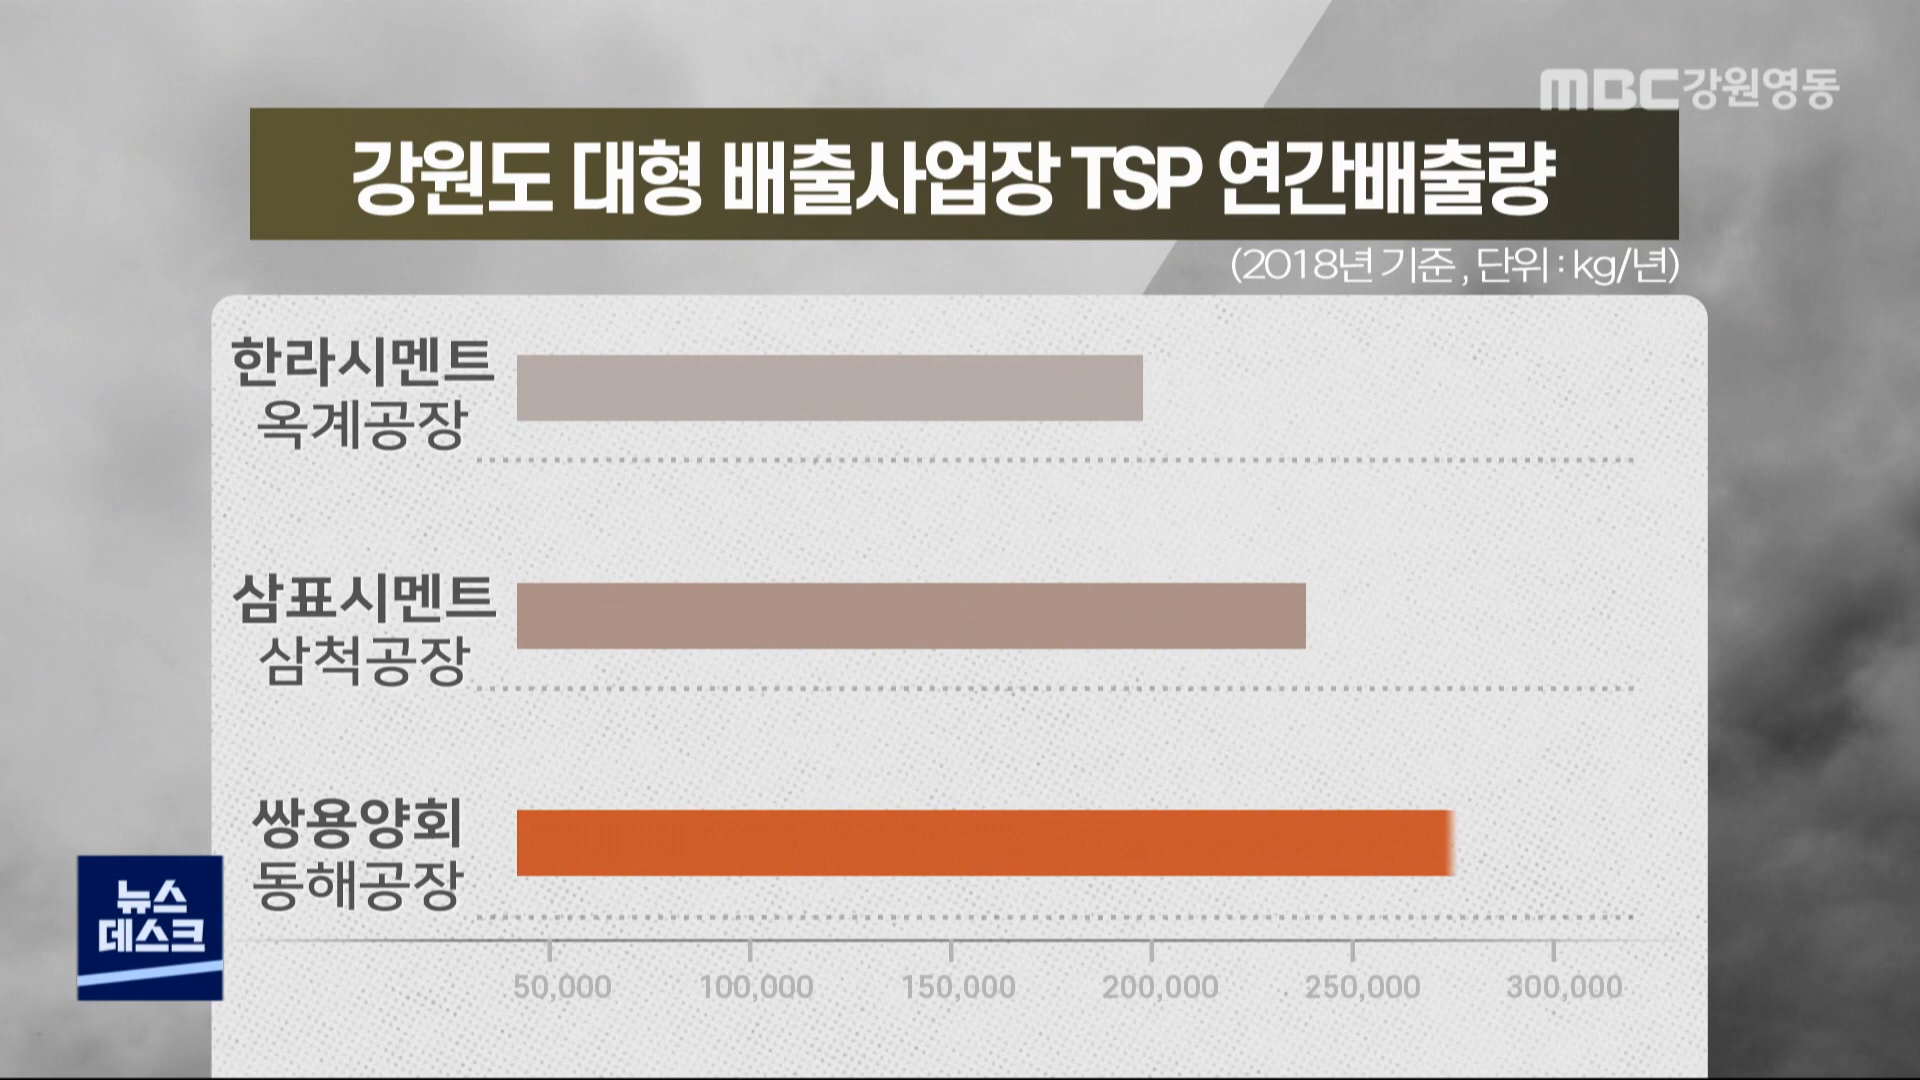 MBC강원영동
강원도 대형 배출사업장 TSP 연간배출량
(2018년 기준, 단위 : kg/년)
한라시멘트
옥계공장
삼표시멘트
삼척공장
쌍용양회
동해공장
뉴스
데스크
50,000 100,000 150,000 200,000 250,000 300,000